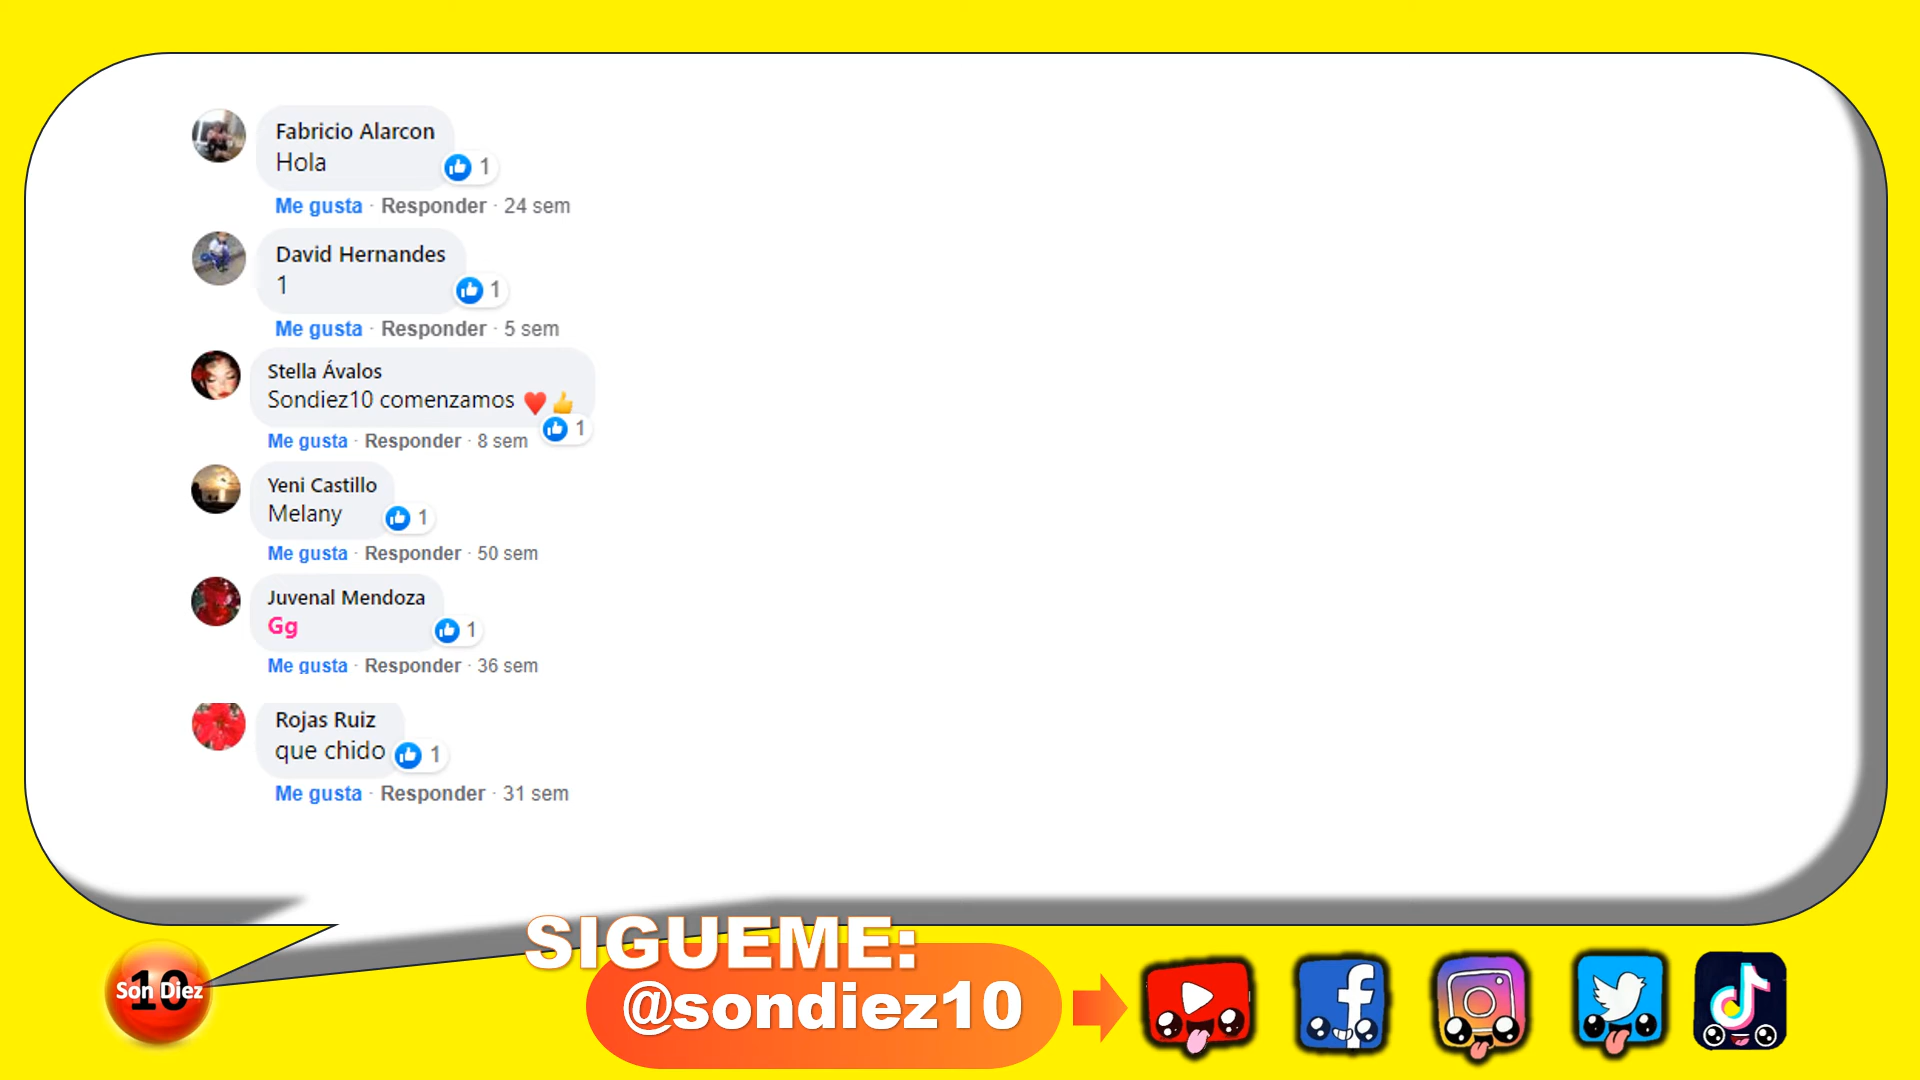 Fabricio Alarcon
Hola
1
Me gusta · Responder · 24 sem
David Hernandes
1
1
Me gusta · Responder · 5 sem
Stella Ávalos
Sondiez10 comenzamos ❤️👍
1
Me gusta · Responder · 8 sem
Yeni Castillo
Melany
1
Me gusta · Responder · 50 sem
Juvenal Mendoza
Gg
1
Me gusta · Responder · 36 sem
Rojas Ruiz
que chido
1
Me gusta · Responder · 31 sem
10
Son Diez
SIGUEME:
@sondiez10